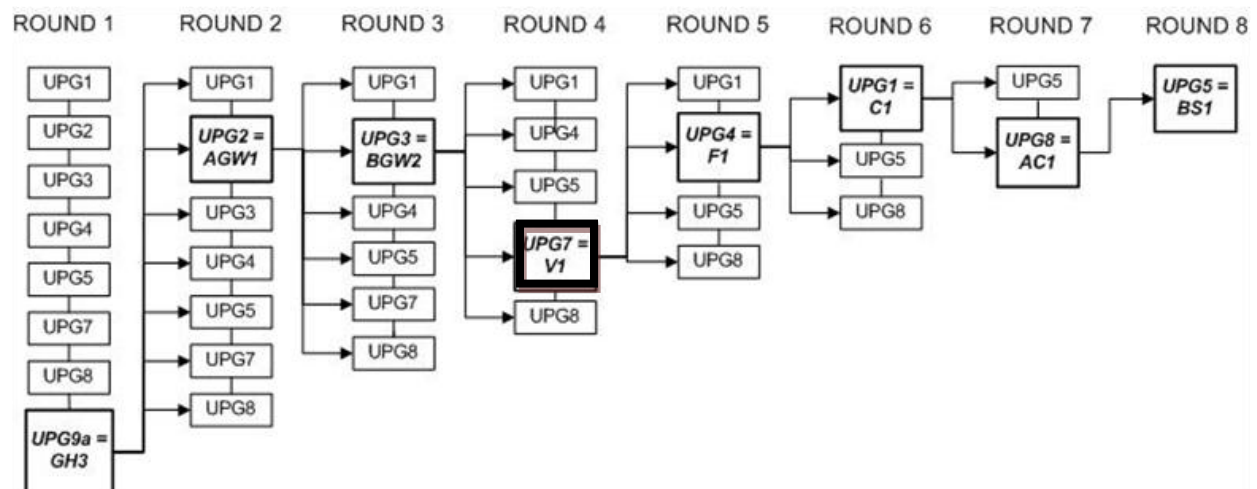 ROUND 1
ROUND 2
ROUND 3
ROUND 4
ROUND 5
ROUND 6
ROUND 7
ROUND 8
UPG1
UPG2
UPG3
UPG4
UPG5
UPG7
UPG8
UPG9a =
GH3
UPG1
UPG2 =
AGW1
UPG3
UPG4
UPG5
UPG7
UPG8
UPG1
UPG3 =
BGW2
UPG4
UPG5
UPG7
UPG8
UPG1
UPG4
UPG5
UPG7 =
V1
UPG8
UPG1
UPG4 =
F1
UPG5
UPG8
UPG1 =
C1
UPG5
UPG8
UPG5
UPG8 =
AC1
UPG5 =
BS1